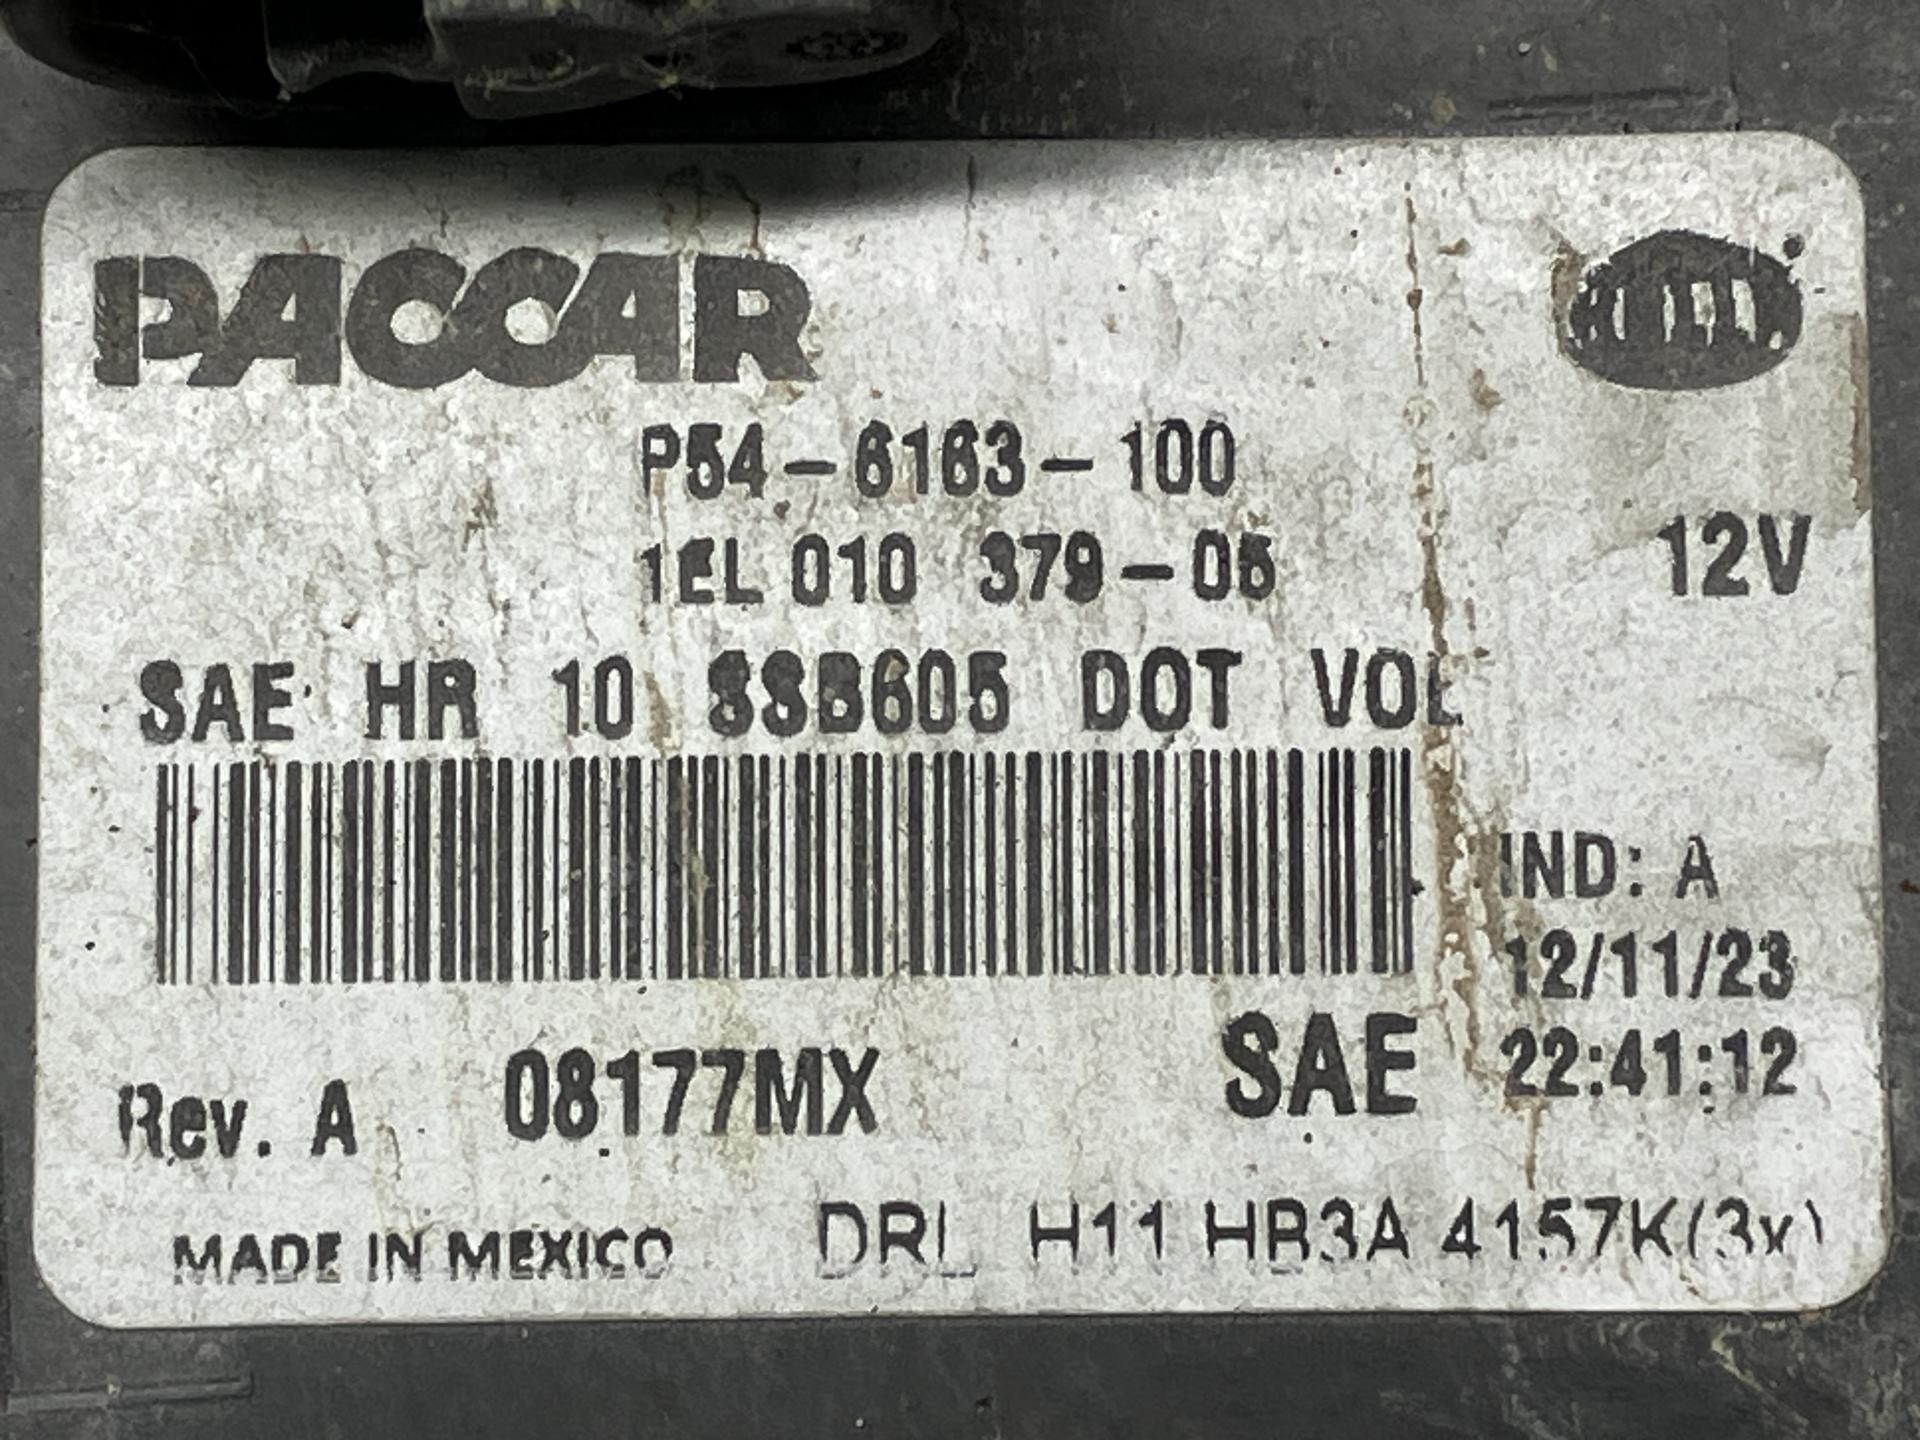 PACCAR
HELLA
P54-6163-100
1EL 010 379-05
12V
SAE HR 10 SSB605 DOT VOL
IND: A
12/11/23
22:41:12
Rev. A 08177MX SAE
MADE IN MEXICO DRL H11 HB3A 4157K(3x)